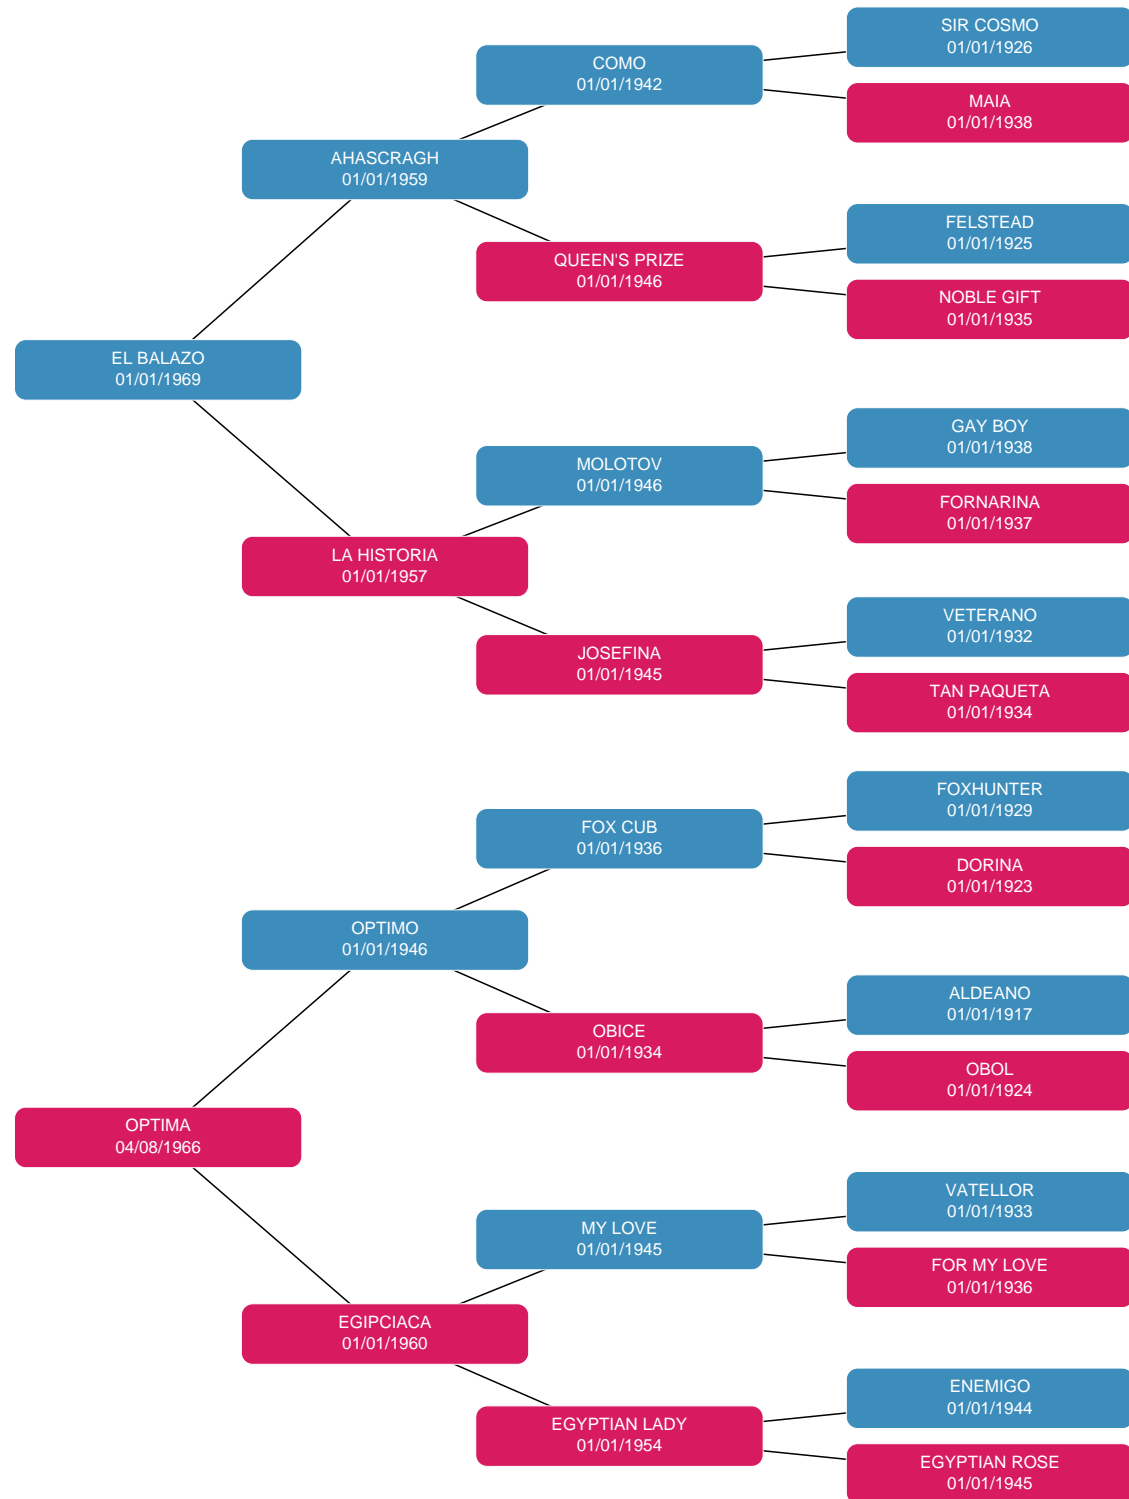 SIR COSMO
01/01/1926
COMO
01/01/1942
MAIA
01/01/1938
AHASCRAGH
01/01/1959
FELSTEAD
01/01/1925
QUEEN'S PRIZE
01/01/1946
NOBLE GIFT
01/01/1935
EL BALAZO
01/01/1969
GAY BOY
01/01/1938
MOLOTOV
01/01/1946
FORNARINA
01/01/1937
LA HISTORIA
01/01/1957
VETERANO
01/01/1932
JOSEFINA
01/01/1945
TAN PAQUETA
01/01/1934
FOXHUNTER
01/01/1929
FOX CUB
01/01/1936
DORINA
01/01/1923
OPTIMO
01/01/1946
ALDEANO
01/01/1917
OBICE
01/01/1934
OBOL
01/01/1924
OPTIMA
04/08/1966
VATELLOR
01/01/1933
MY LOVE
01/01/1945
FOR MY LOVE
01/01/1936
EGIPCIACA
01/01/1960
ENEMIGO
01/01/1944
EGYPTIAN LADY
01/01/1954
EGYPTIAN ROSE
01/01/1945